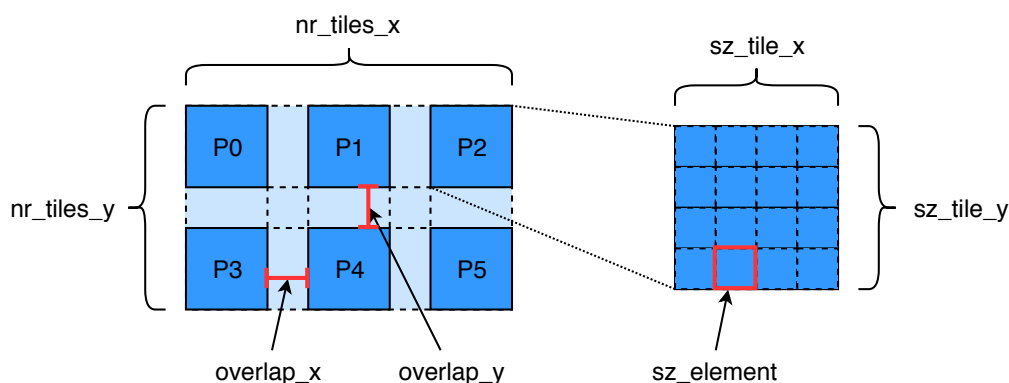 nr_tiles_x
sz_tile_x
P0 P1 P2
nr_tiles_y
sz_tile_y
P3 P4 P5
overlap_x overlap_y sz_element